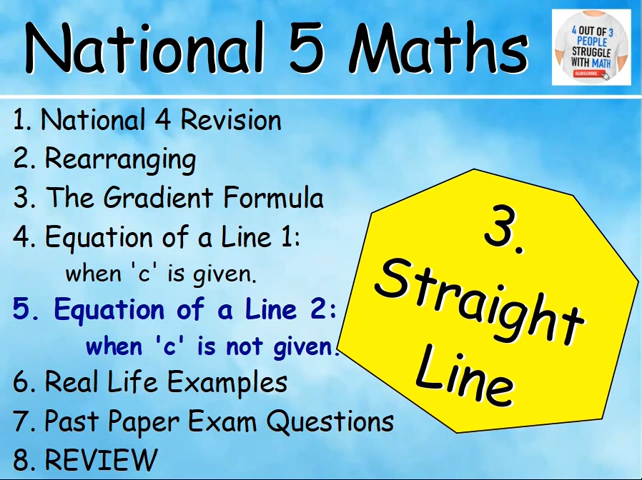 National 5 Maths
4 OUT OF 3
PEOPLE
STRUGGLE
WITH MATH
SUBSCRIBE
1. National 4 Revision
2. Rearranging
3. The Gradient Formula
4. Equation of a Line 1:
when 'c' is given.
5. Equation of a Line 2:
when 'c' is not given.
6. Real Life Examples
7. Past Paper Exam Questions
8. REVIEW
3.
Straight
Line